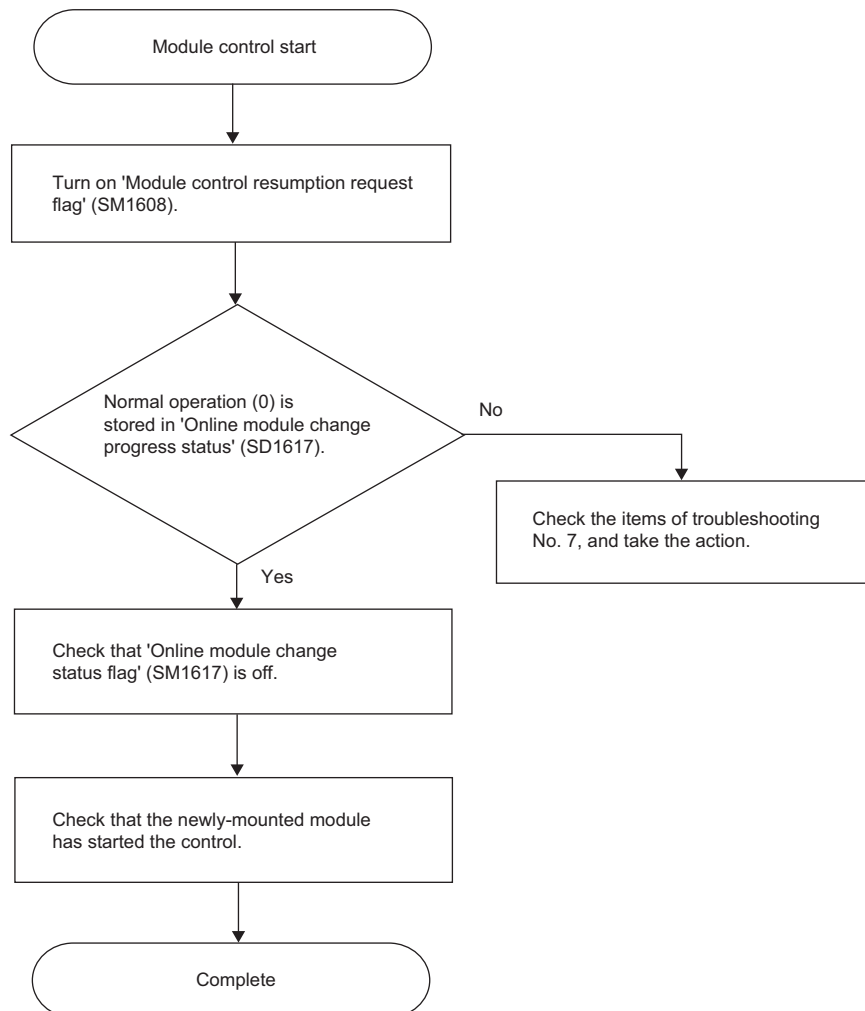 Module control start
Turn on 'Module control resumption request
flag' (SM1608).
Normal operation (0) is
stored in 'Online module change
progress status' (SD1617).
No
Check the items of troubleshooting
No. 7, and take the action.
Yes
Check that 'Online module change
status flag' (SM1617) is off.
Check that the newly-mounted module
has started the control.
Complete